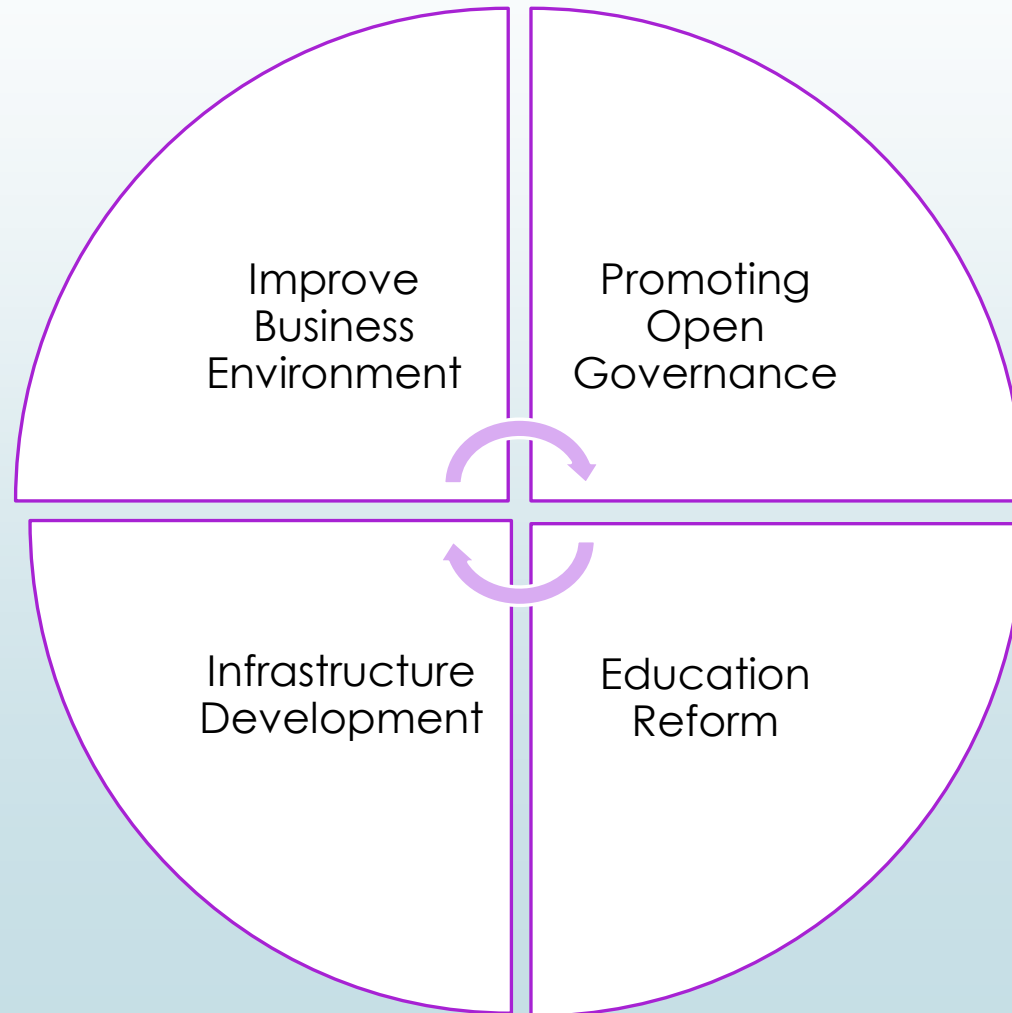 Improve
Business
Environment
Promoting
Open
Governance
Infrastructure
Development
Education
Reform